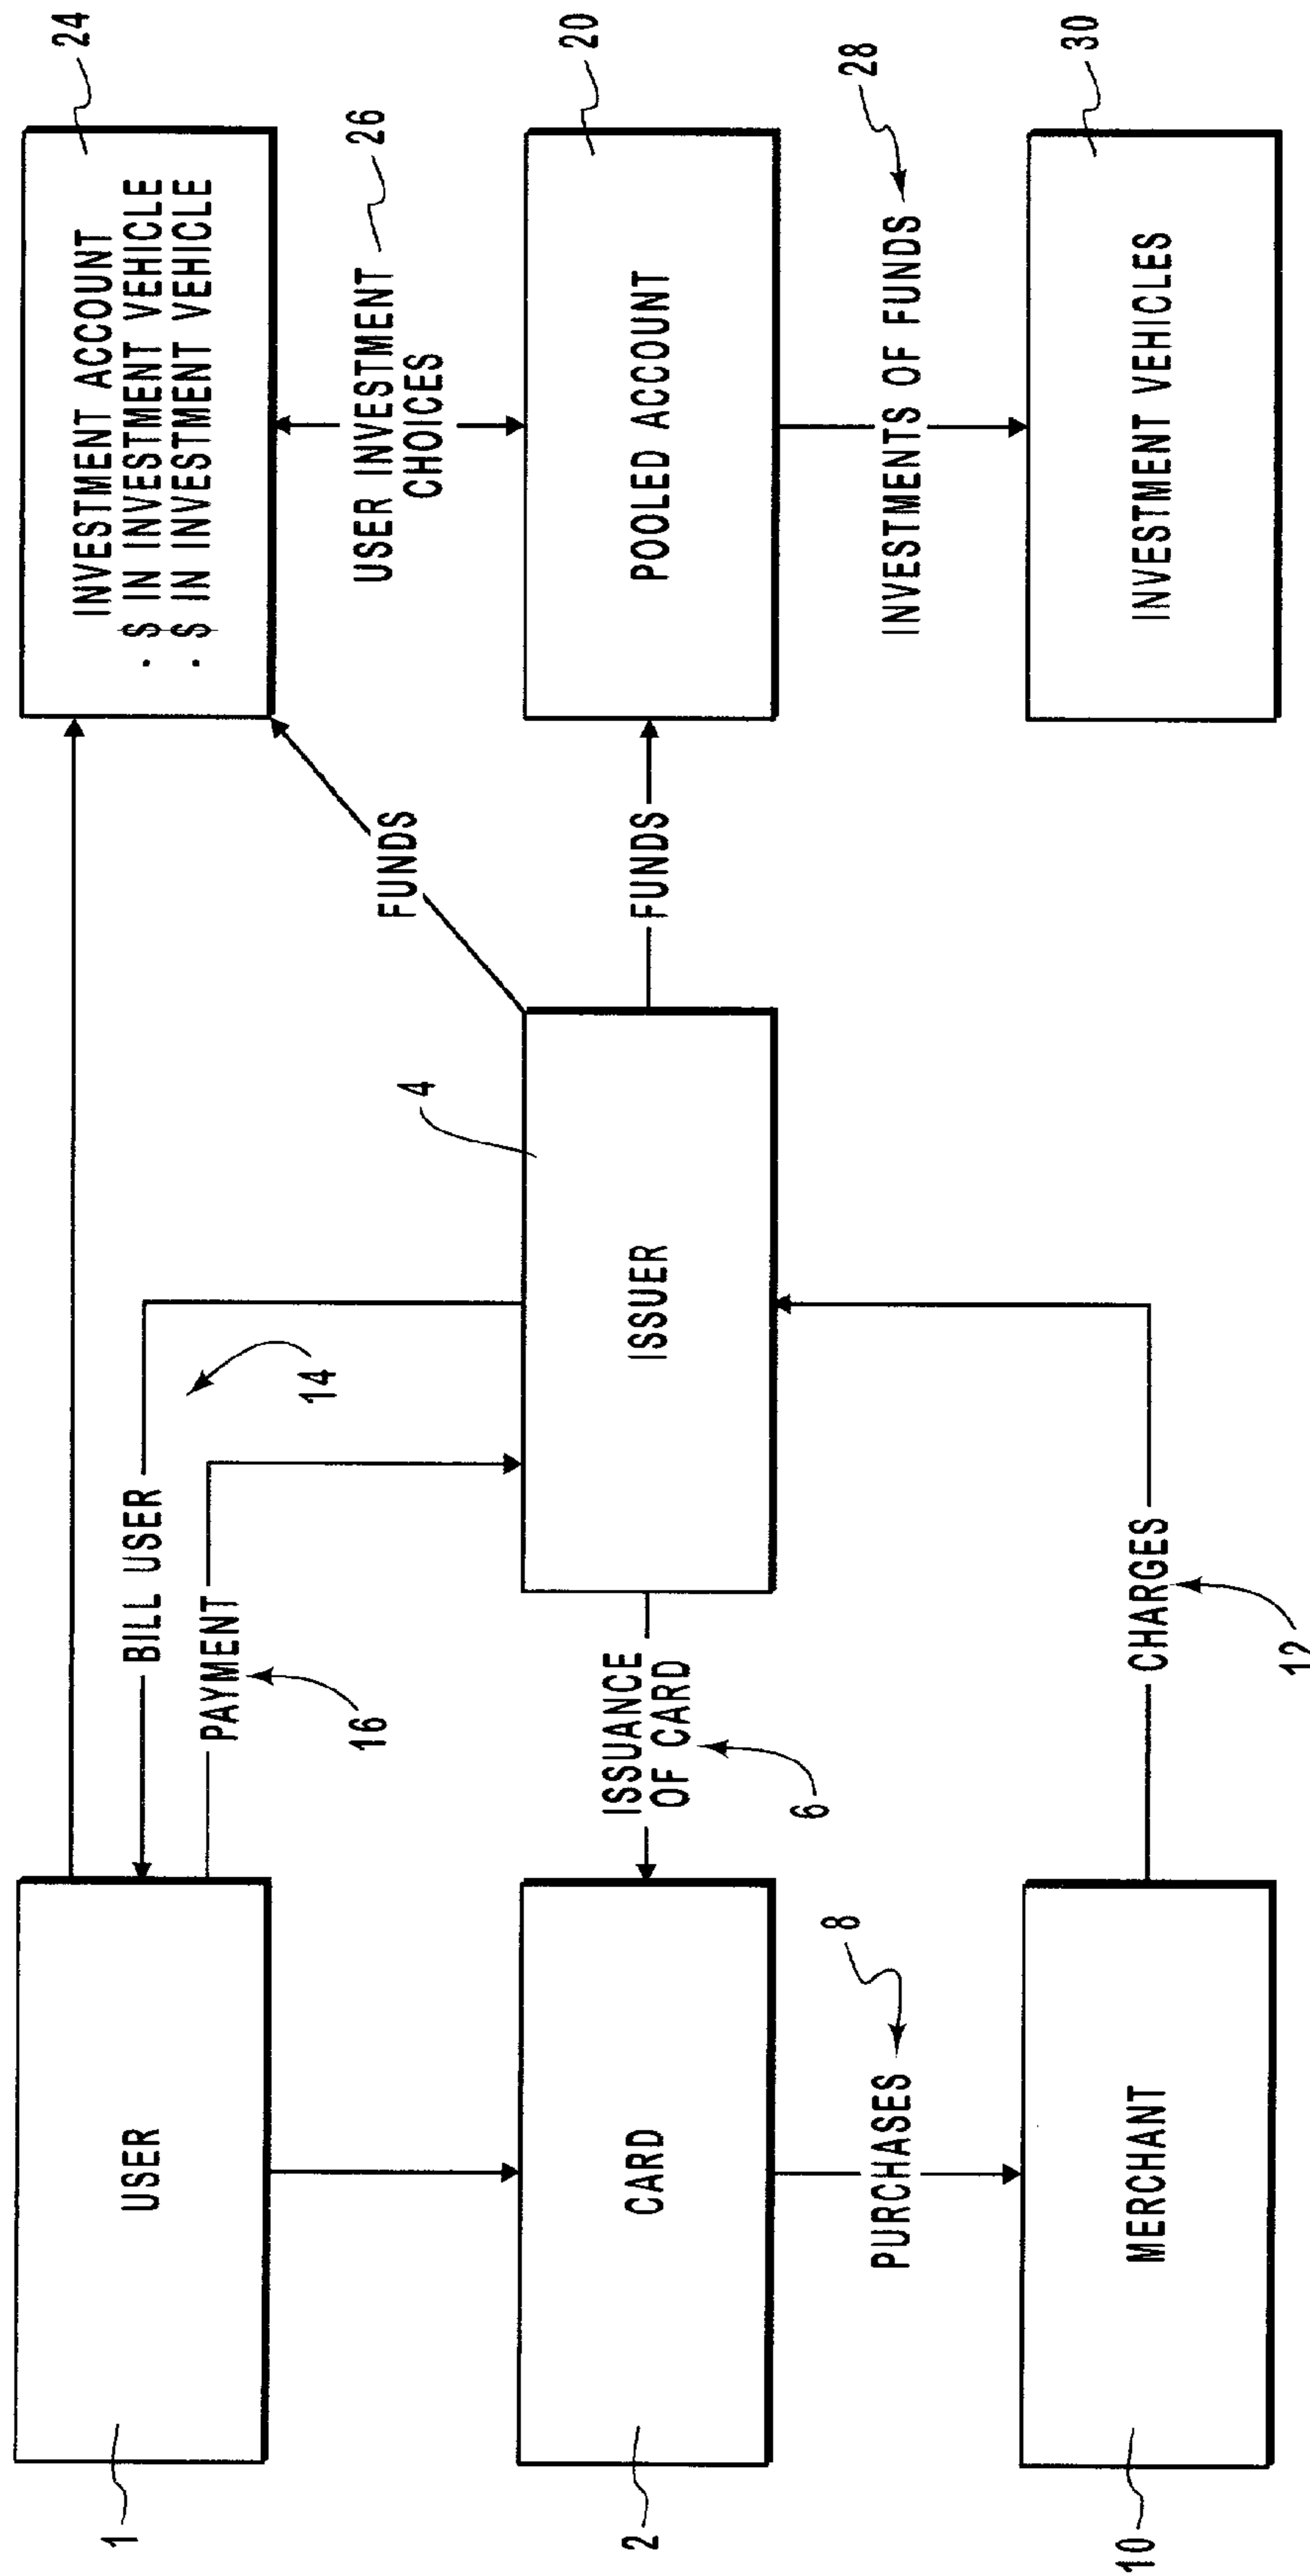 1
USER
BILL USER
14
PAYMENT
16
INVESTMENT ACCOUNT
. $ IN INVESTMENT VEHICLE
. $ IN INVESTMENT VEHICLE
24
FUNDS
USER INVESTMENT
CHOICES
26
2
CARD
ISSUANCE
OF CARD
6
ISSUER
4
FUNDS
POOLED ACCOUNT
20
PURCHASES
8
INVESTMENTS OF FUNDS
28
10
MERCHANT
CHARGES
12
INVESTMENT VEHICLES
30